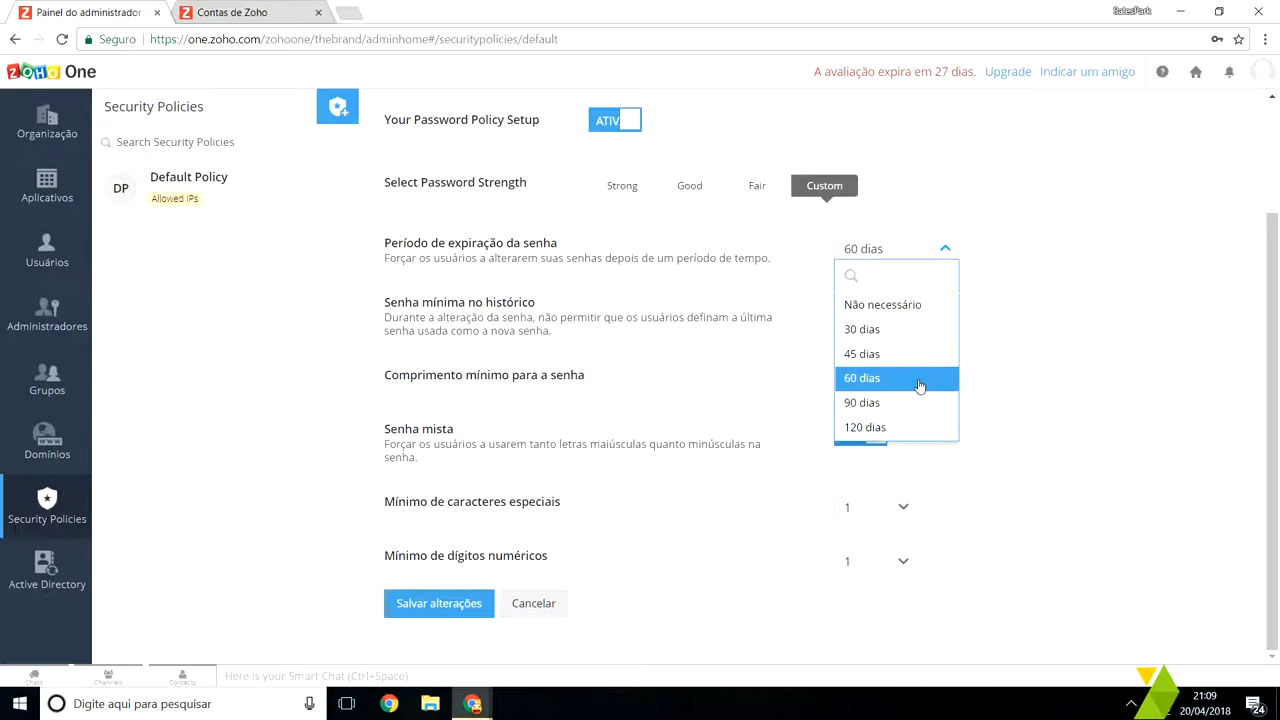 Painel do administrador
Contas de Zoho
SalesPark
Seguro
https://one.zoho.com/zohoone/thebrand/adminhome#/securitypolicies/default
ZOHO One
A avaliação expira em 27 dias.
Upgrade
Indicar um amigo
Organização
Aplicativos
Usuários
Administradores
Grupos
Domínios
Security Policies
Active Directory
Security Policies
Search Security Policies
DP
Default Policy
Allowed IPs
Your Password Policy Setup
ATIV
Select Password Strength
Strong
Good
Fair
Custom
Período de expiração da senha
Forçar os usuários a alterarem suas senhas depois de um período de tempo.
60 dias
Não necessário
30 dias
45 dias
60 dias
90 dias
120 dias
Senha mínima no histórico
Durante a alteração da senha, não permitir que os usuários definam a última
senha usada como a nova senha.
Comprimento mínimo para a senha
Senha mista
Forçar os usuários a usarem tanto letras maiúsculas quanto minúsculas na
senha.
Mínimo de caracteres especiais
1
Mínimo de dígitos numéricos
1
Salvar alterações
Cancelar
Chats
Channels
Contacts
Here is your Smart Chat (Ctrl+Space)
Digite aqui para pesquisar
21:09
20/04/2018
24